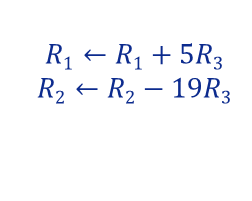 R₁ ← R₁ + 5R₃
R₂ ← R₂ − 19R₃